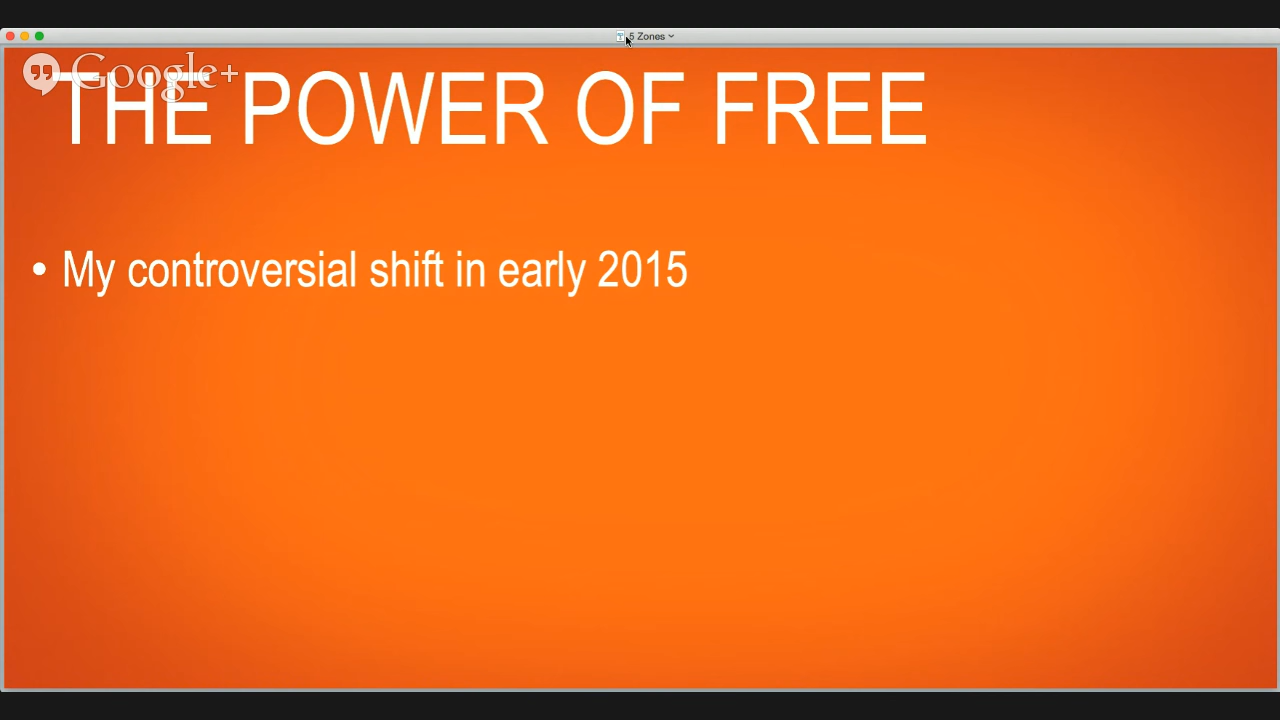 5 Zones
Google+
THE POWER OF FREE
• My controversial shift in early 2015